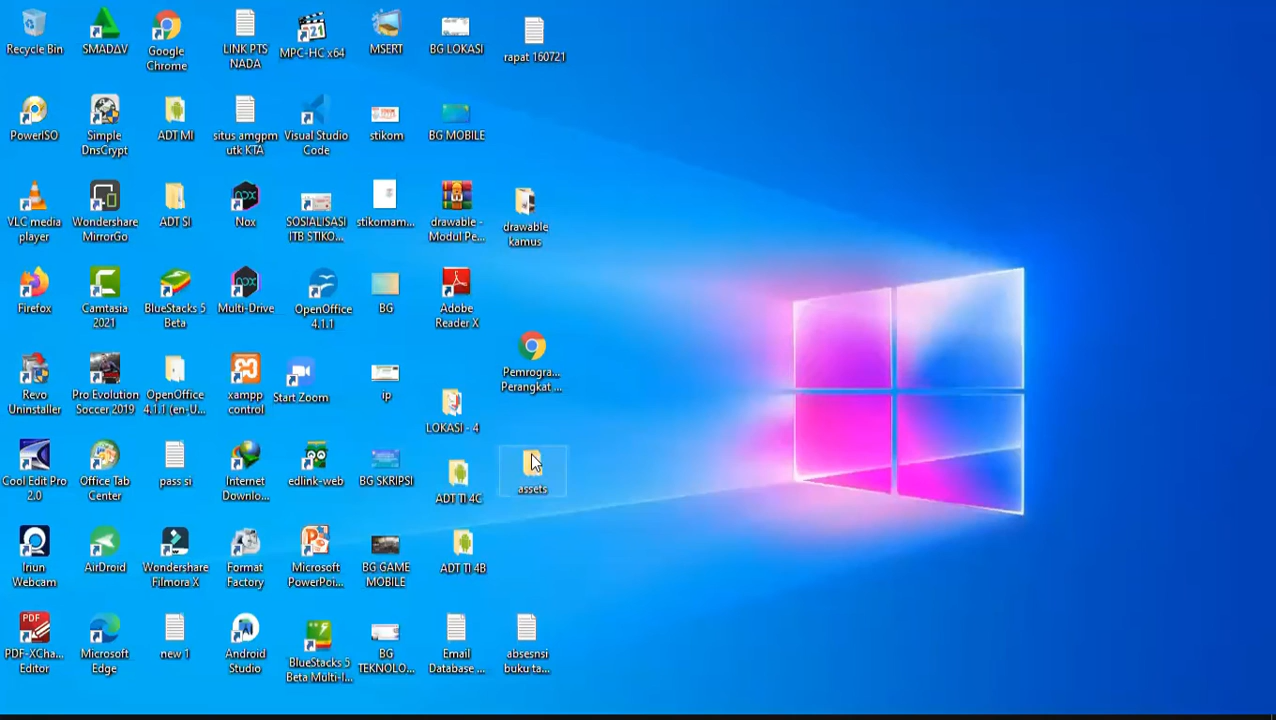 Recycle Bin
SMADAV
Google
Chrome
LINK PTS
NADA
MPC-HC x64
MSERT
BG LOKASI
rapat 160721
PowerISO
Simple
DnsCrypt
ADT MI
situs amgpm
utk KTA
Visual Studio
Code
stikom
BG MOBILE
VLC media
player
Wondershare
MirrorGo
ADT SI
Nox
SOSIALISASI
ITB STIKO...
stikomam...
drawable -
Modul Pe...
drawable
kamus
Firefox
Camtasia
2021
BlueStacks 5
Beta
Multi-Drive
OpenOffice
4.1.1
BG
Adobe
Reader X
Pemrogra...
Perangkat ...
Revo
Uninstaller
Pro Evolution
Soccer 2019
OpenOffice
4.1.1 (en-U...
xampp
control
Start Zoom
ip
LOKASI - 4
Cool Edit Pro
2.0
Office Tab
Center
pass si
Internet
Downlo...
edlink-web
BG SKRIPSI
ADT TI 4C
assets
Iriun
Webcam
AirDroid
Wondershare
Filmora X
Format
Factory
Microsoft
PowerPoi...
BG GAME
MOBILE
ADT TI 4B
PDF
PDF-XCha...
Editor
Microsoft
Edge
new 1
Android
Studio
BlueStacks 5
Beta Multi-I...
BG
TEKNOLO...
Email
Database ...
absesnsi
buku ta...